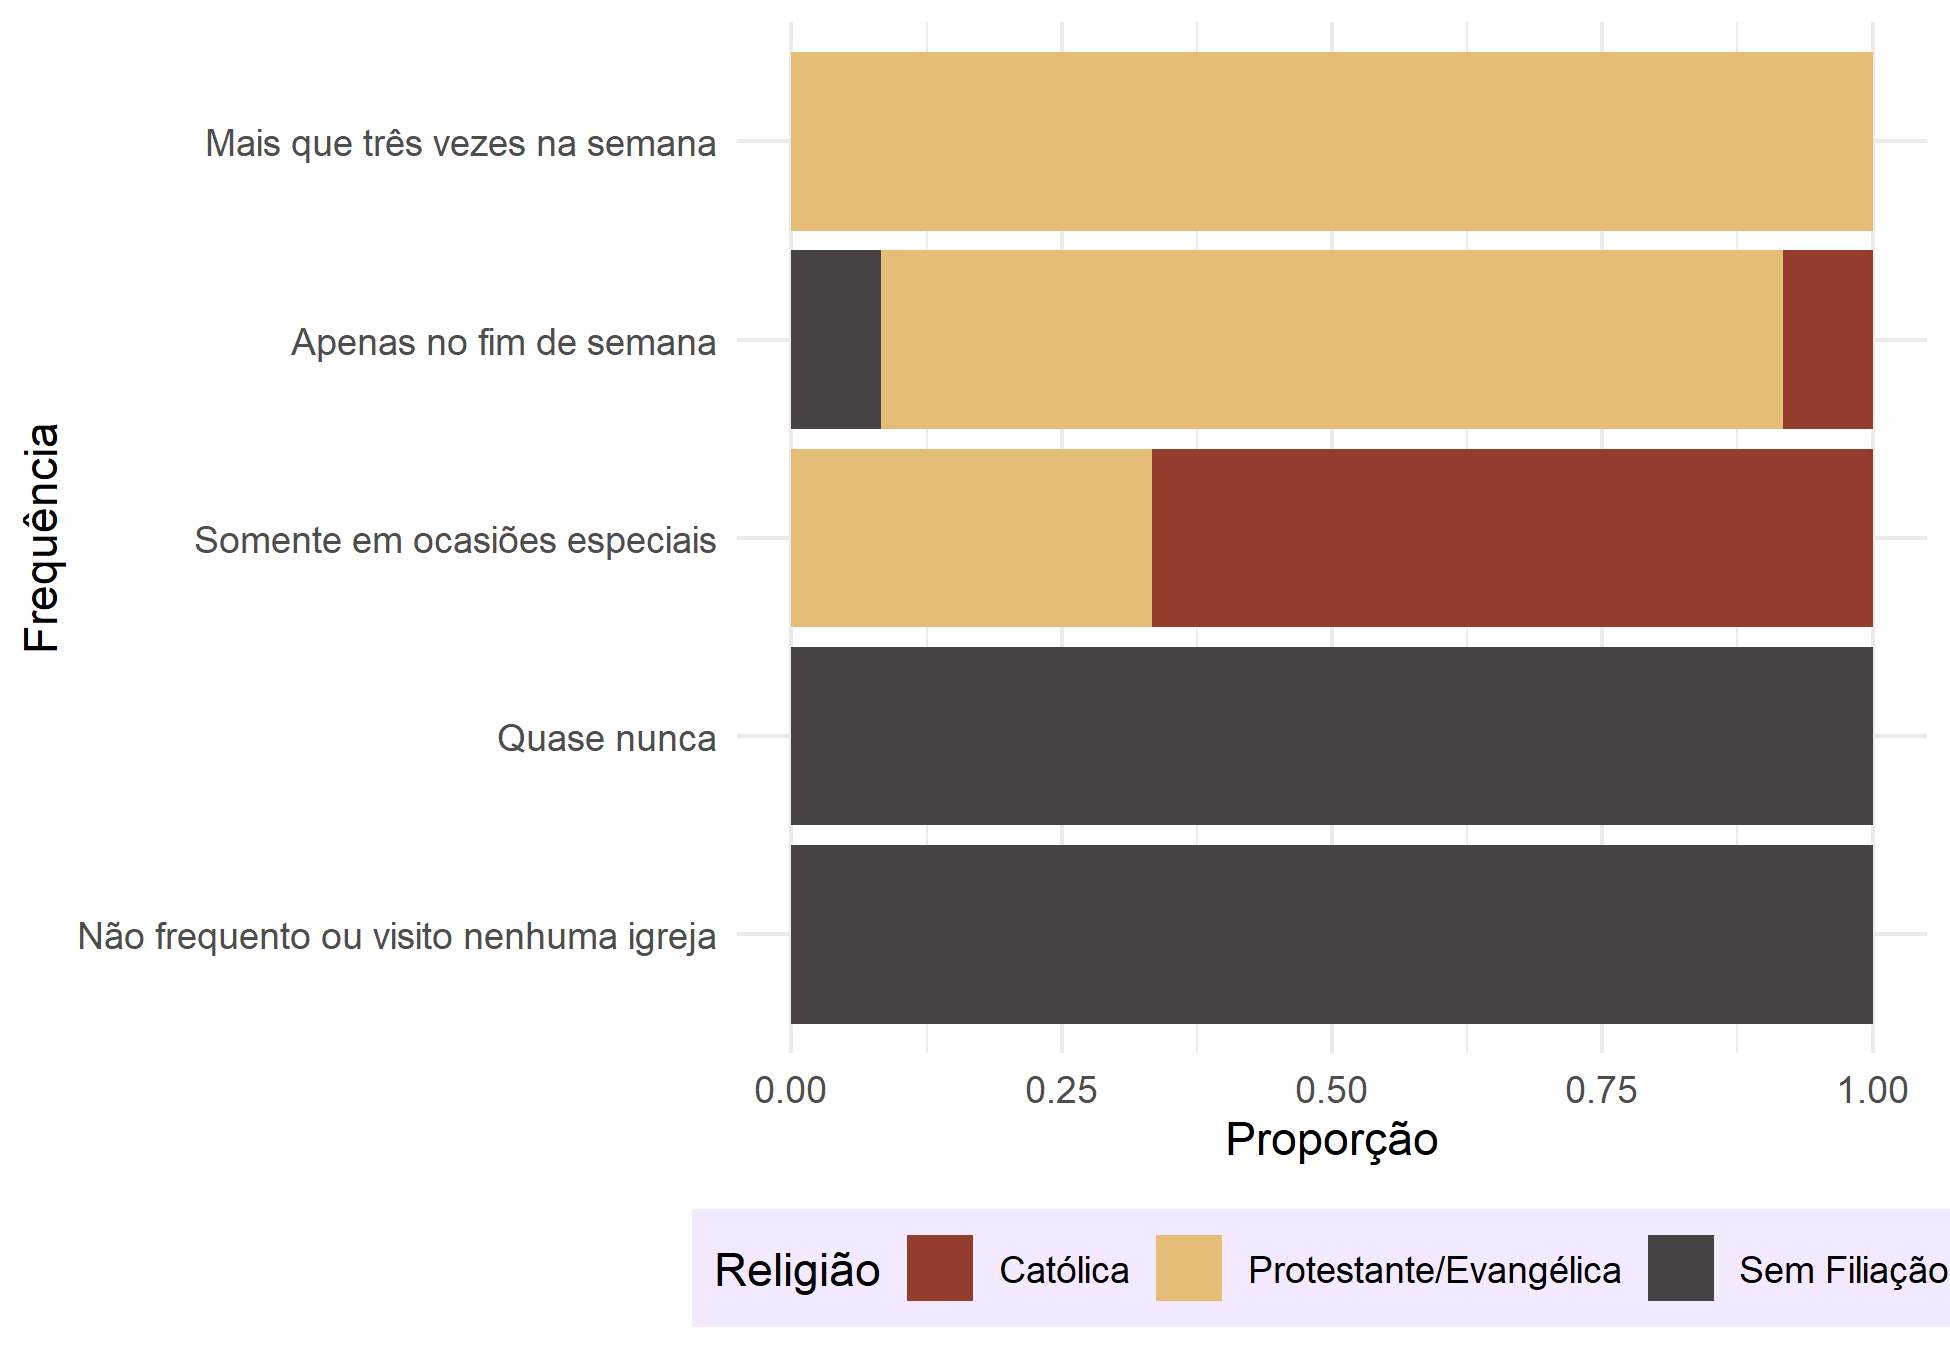 Frequência
Mais que três vezes na semana
Apenas no fim de semana
Somente em ocasiões especiais
Quase nunca
Não frequento ou visito nenhuma igreja
0.00 0.25 0.50 0.75 1.00
Proporção
Religião Católica Protestante/Evangélica Sem Filiação